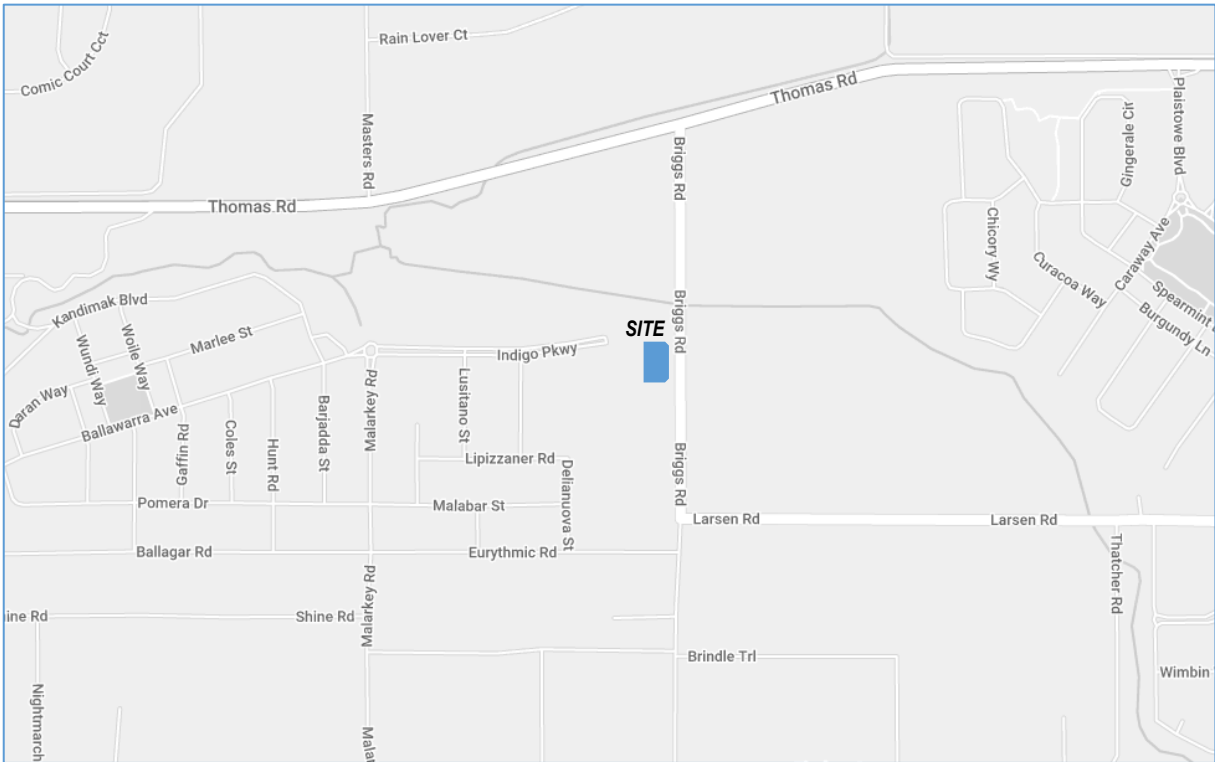 Rain Lover Ct
Comic Court Cct
Thomas Rd
Plaistowe Blvd
Gingerale Cir
Masters Rd
Briggs Rd
Thomas Rd
Chicory Wy
Caraway Ave
Curacoa Way
Spearmint
Burgundy Ln
Kandimak Blvd
Woile Way
Wundi Way
Marlee St
SITE
Briggs Rd
Indigo Pkwy
Daran Way
Ballawarra Ave
Gaffin Rd
Coles St
Hunt Rd
Barjadda St
Malarkey Rd
Lusitano St
Lipizzaner Rd
Delianuova St
Briggs Rd
Pomera Dr
Malabar St
Larsen Rd
Larsen Rd
Ballagar Rd
Eurythmic Rd
Thatcher Rd
Malarkey Rd
ine Rd
Shine Rd
Brindle Trl
Wimbin
Nightmarch
Malar